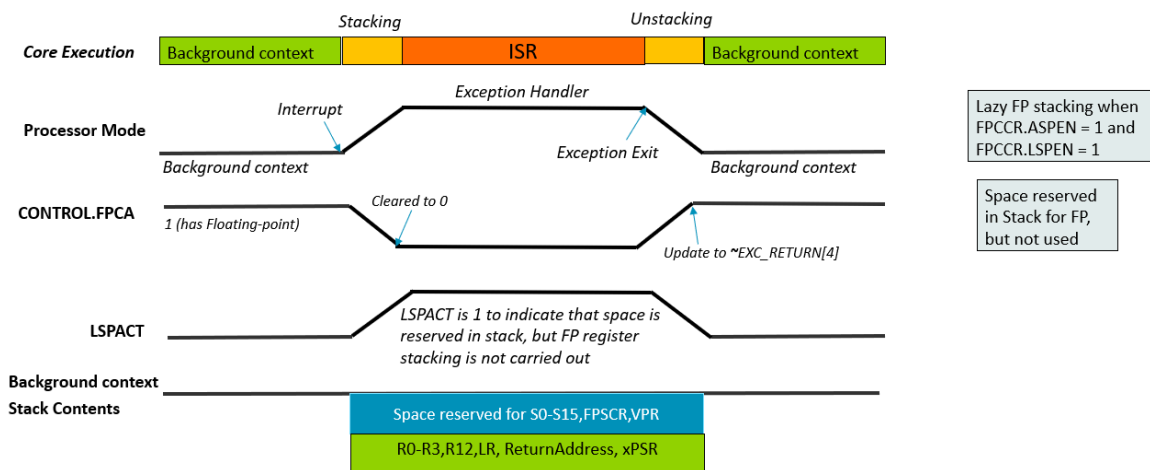 Stacking
Unstacking
Core Execution
Background context
ISR
Background context
Exception Handler
Interrupt
Processor Mode
Exception Exit
Background context
Background context
Lazy FP stacking when
FPCCR.ASPEN = 1 and
FPCCR.LSPEN = 1
CONTROL.FPCA
Cleared to 0
1 (has Floating-point)
Update to ~EXC_RETURN[4]
Space reserved
in Stack for FP,
but not used
LSPACT
LSPACT is 1 to indicate that space is
reserved in stack, but FP register
stacking is not carried out
Background context
Stack Contents
Space reserved for S0-S15,FPSCR,VPR
R0-R3,R12,LR, ReturnAddress, xPSR